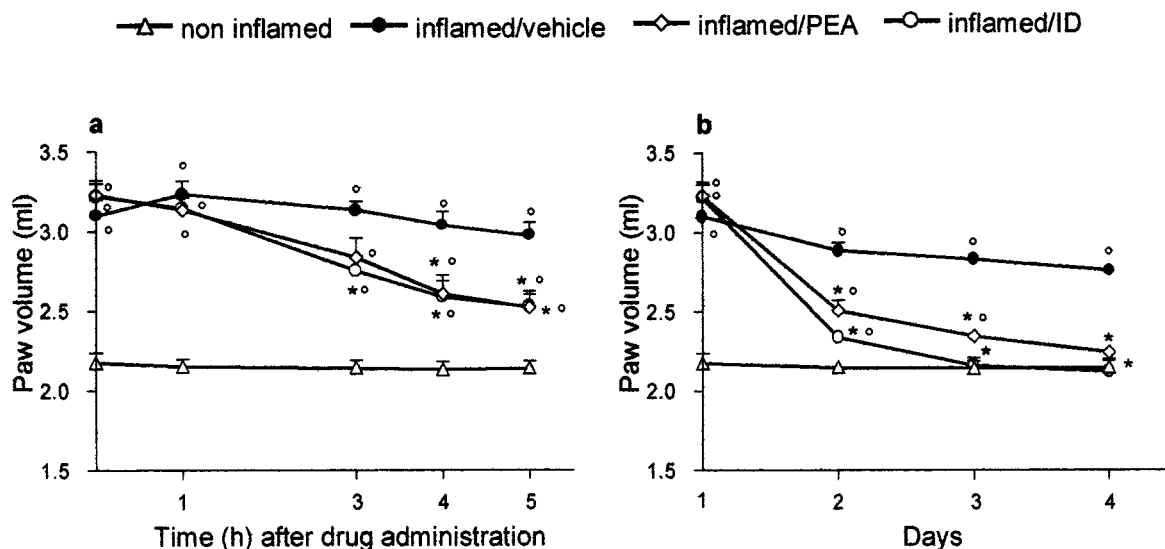 non inflamed inflamed/vehicle inflamed/PEA inflamed/ID
a b
3.5 3.5
3.0 3.0
2.5 2.5
2.0 2.0
1.5 1.5
Paw volume (ml) Paw volume (ml)
1 3 4 5 1 2 3 4
Time (h) after drug administration Days